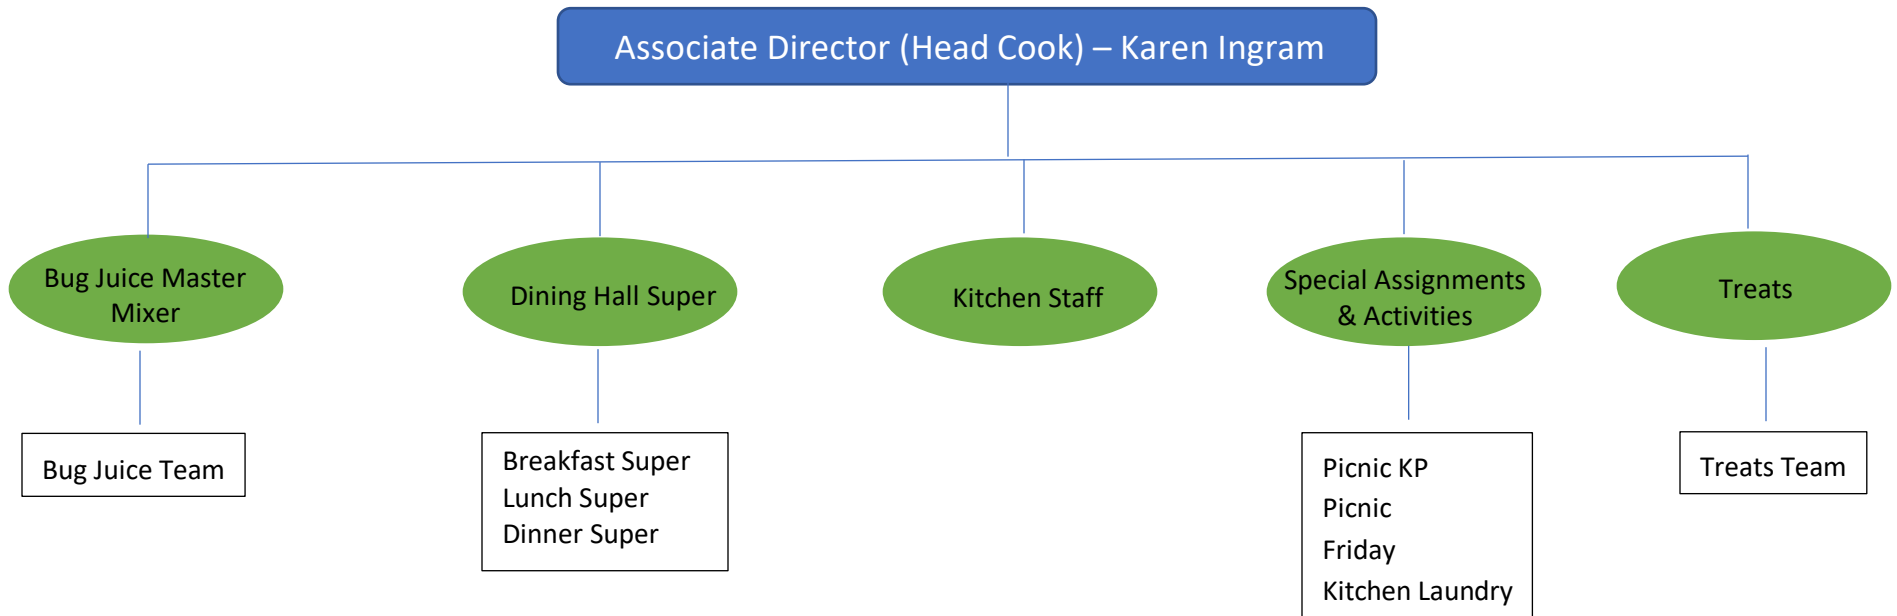 Associate Director (Head Cook) – Karen Ingram
Bug Juice Master
Mixer
Dining Hall Super
Kitchen Staff
Special Assignments
& Activities
Treats
Bug Juice Team
Breakfast Super
Lunch Super
Dinner Super
Picnic KP
Picnic
Friday
Kitchen Laundry
Treats Team